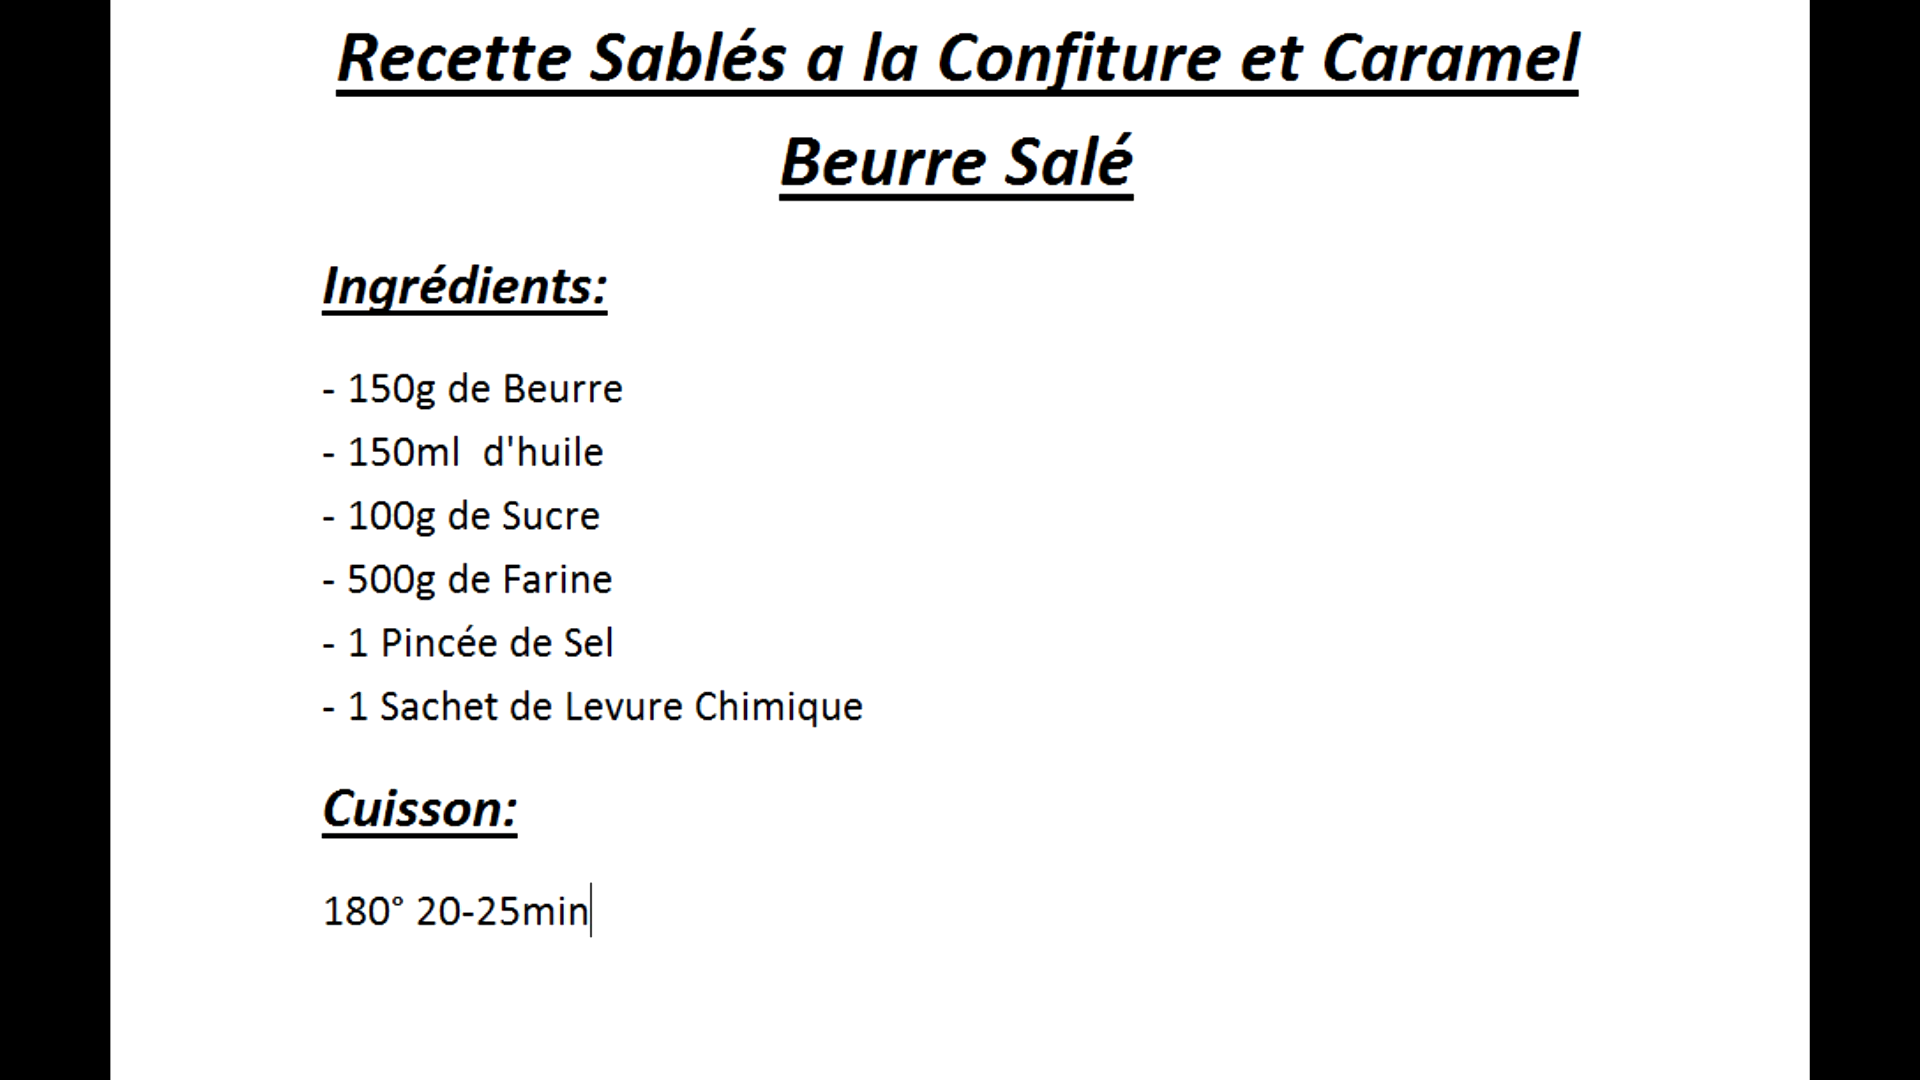 Recette Sablés a la Confiture et Caramel
Beurre Salé
Ingrédients:
- 150g de Beurre
- 150ml  d'huile
- 100g de Sucre
- 500g de Farine
- 1 Pincée de Sel
- 1 Sachet de Levure Chimique
Cuisson:
180° 20-25min